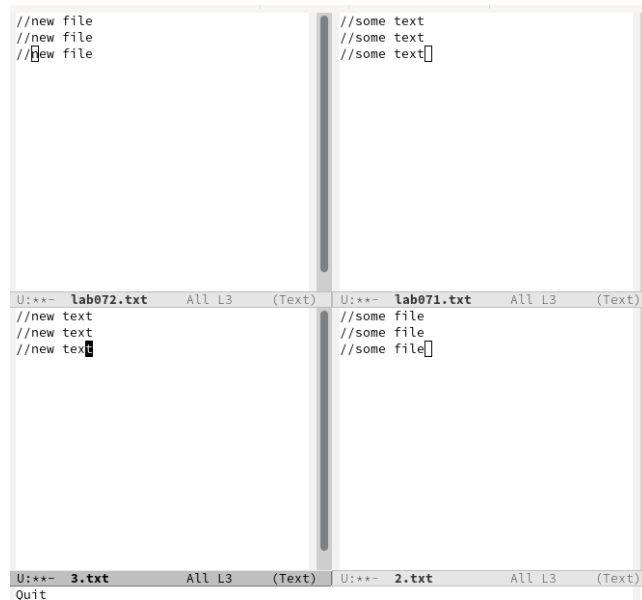 //new file
//new file
//new file
U:**-  lab072.txt     All L3     (Text)
//some text
//some text
//some text
U:**-  lab071.txt     All L3     (Text)
//new text
//new text
//new text
U:**-  3.txt          All L3     (Text)
//some file
//some file
//some file
U:**-  2.txt          All L3     (Text)
Quit